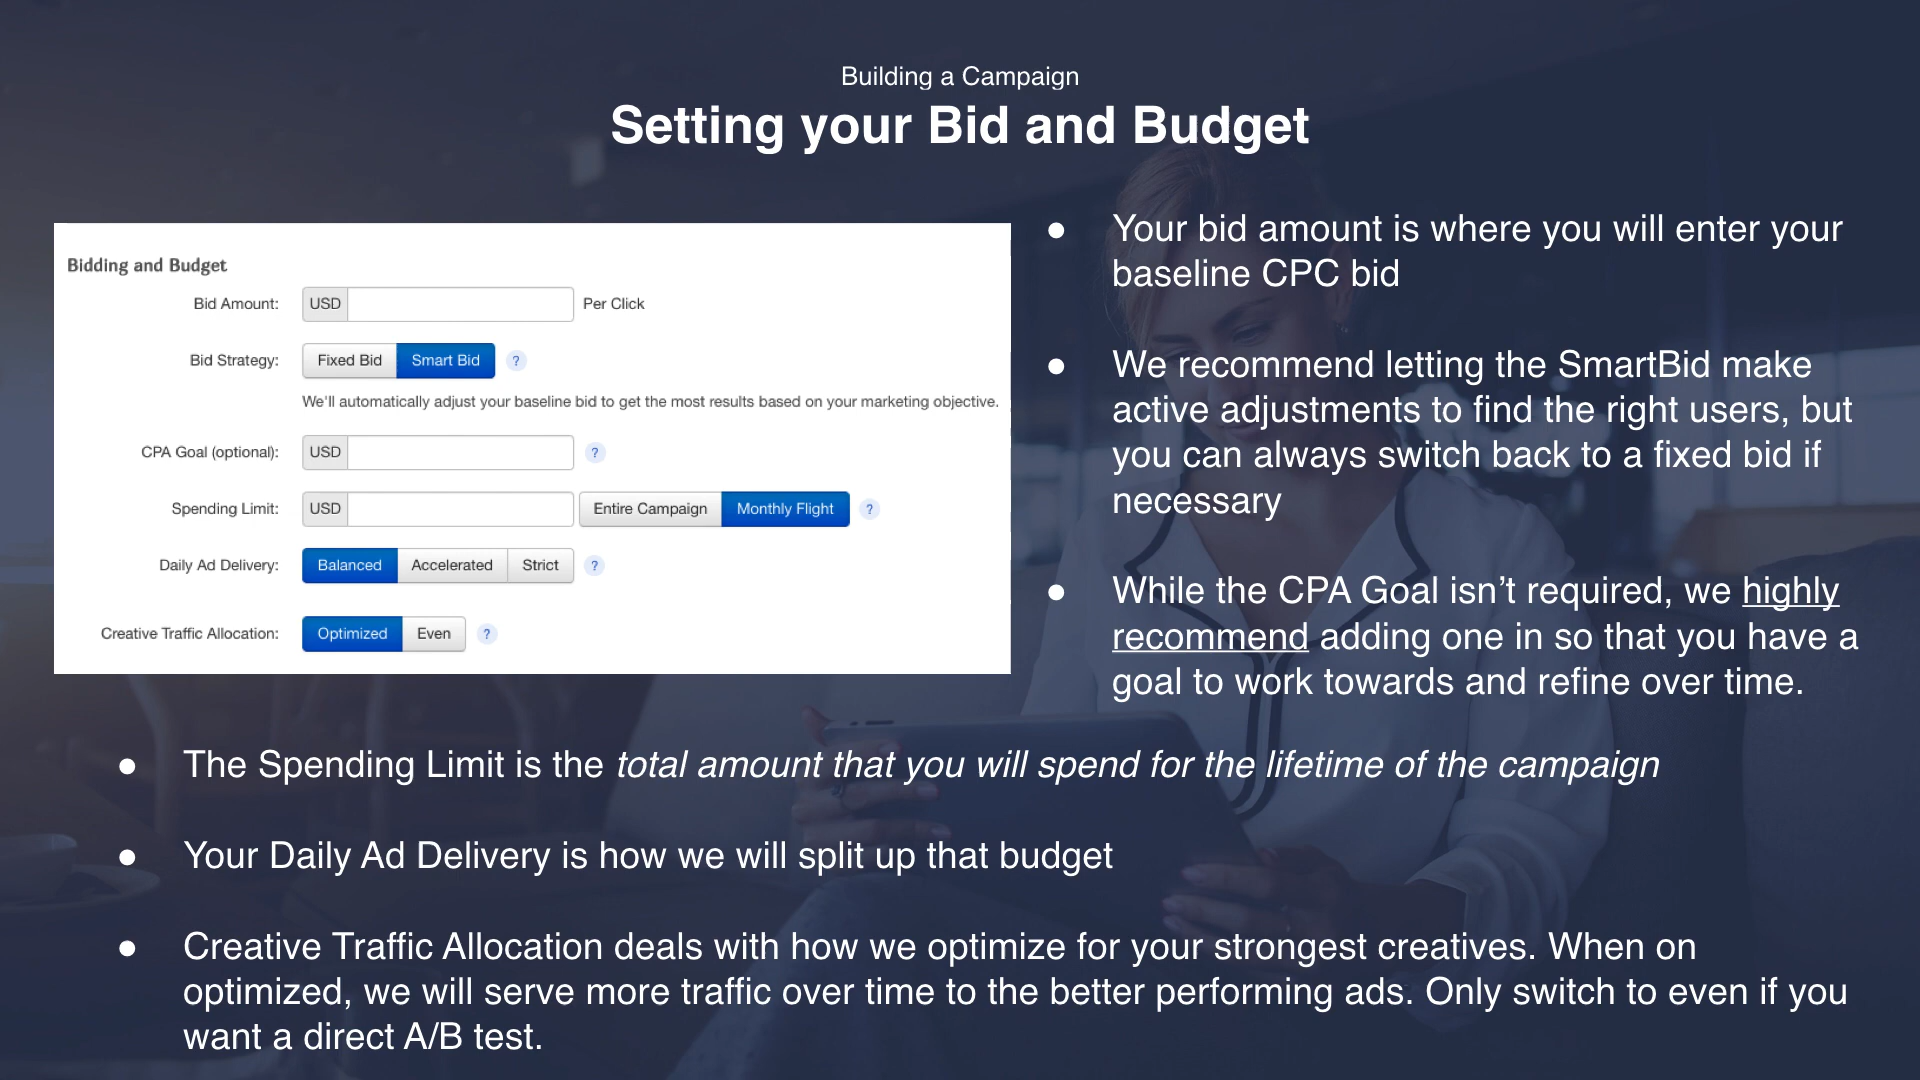 Building a Campaign
Setting your Bid and Budget
Bidding and Budget
Bid Amount: USD Per Click
Bid Strategy: Fixed Bid Smart Bid ?
We'll automatically adjust your baseline bid to get the most results based on your marketing objective.
CPA Goal (optional): USD ?
Spending Limit: USD Entire Campaign Monthly Flight ?
Daily Ad Delivery: Balanced Accelerated Strict ?
Creative Traffic Allocation: Optimized Even ?
● Your bid amount is where you will enter your
baseline CPC bid
● We recommend letting the SmartBid make
active adjustments to find the right users, but
you can always switch back to a fixed bid if
necessary
● While the CPA Goal isn’t required, we highly
recommend adding one in so that you have a
goal to work towards and refine over time.
● The Spending Limit is the total amount that you will spend for the lifetime of the campaign
● Your Daily Ad Delivery is how we will split up that budget
● Creative Traffic Allocation deals with how we optimize for your strongest creatives. When on
optimized, we will serve more traffic over time to the better performing ads. Only switch to even if you
want a direct A/B test.